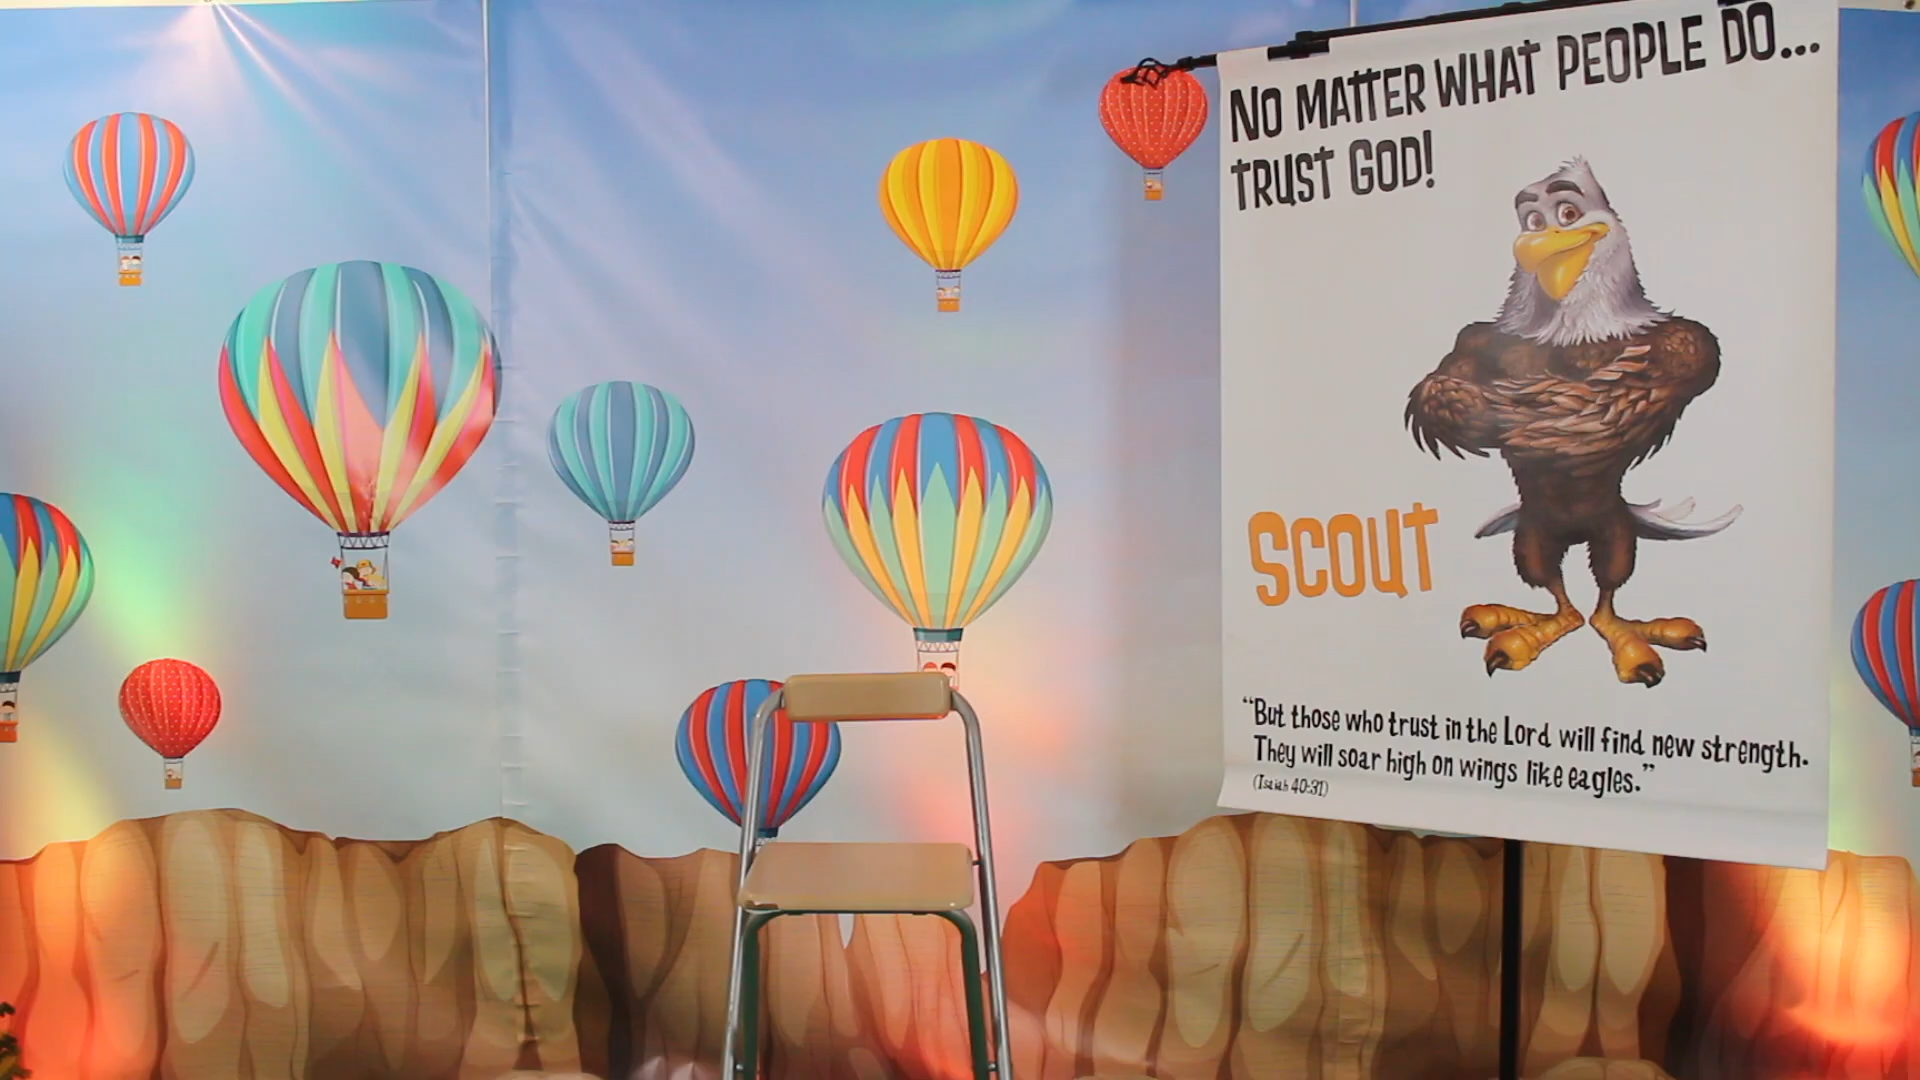 No matter what people do...
trust God!
Scout
“But those who trust in the Lord will find new strength.
They will soar high on wings like eagles.”
(Isaiah 40:31)